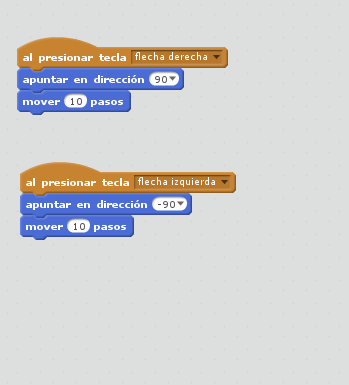 al presionar tecla flecha derecha
apuntar en dirección 90
mover 10 pasos
al presionar tecla flecha izquierda
apuntar en dirección -90
mover 10 pasos